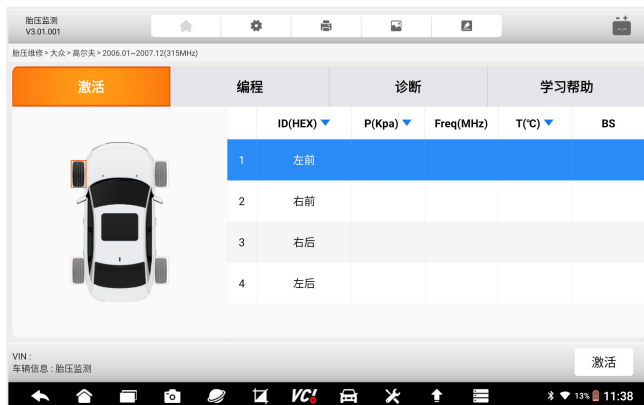 胎压监测
V3.01.001
胎压维修 > 大众 > 高尔夫 > 2006.01~2007.12(315MHz)
激活 编程 诊断 学习帮助
ID(HEX) P(Kpa) Freq(MHz) T(℃) BS
1 左前
2 右前
3 右后
4 左后
VIN :
车辆信息 : 胎压监测
激活
VCI 13% 11:38